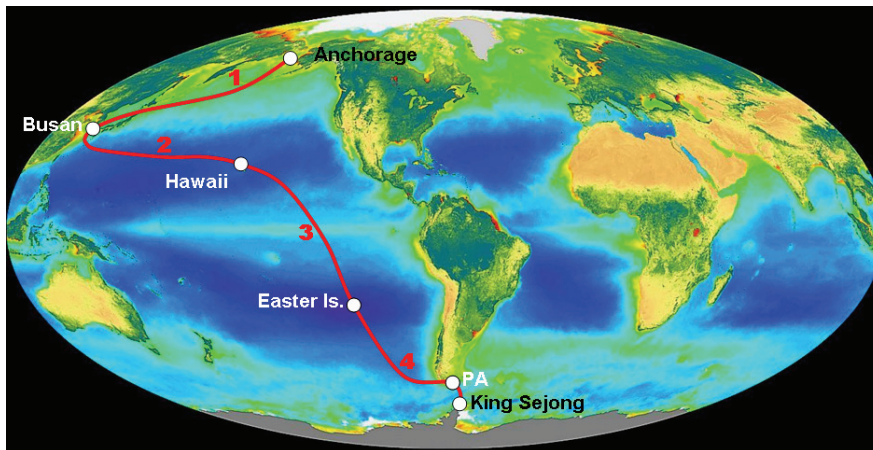 Anchorage
1
Busan
2
Hawaii
3
Easter Is.
4
PA
King Sejong